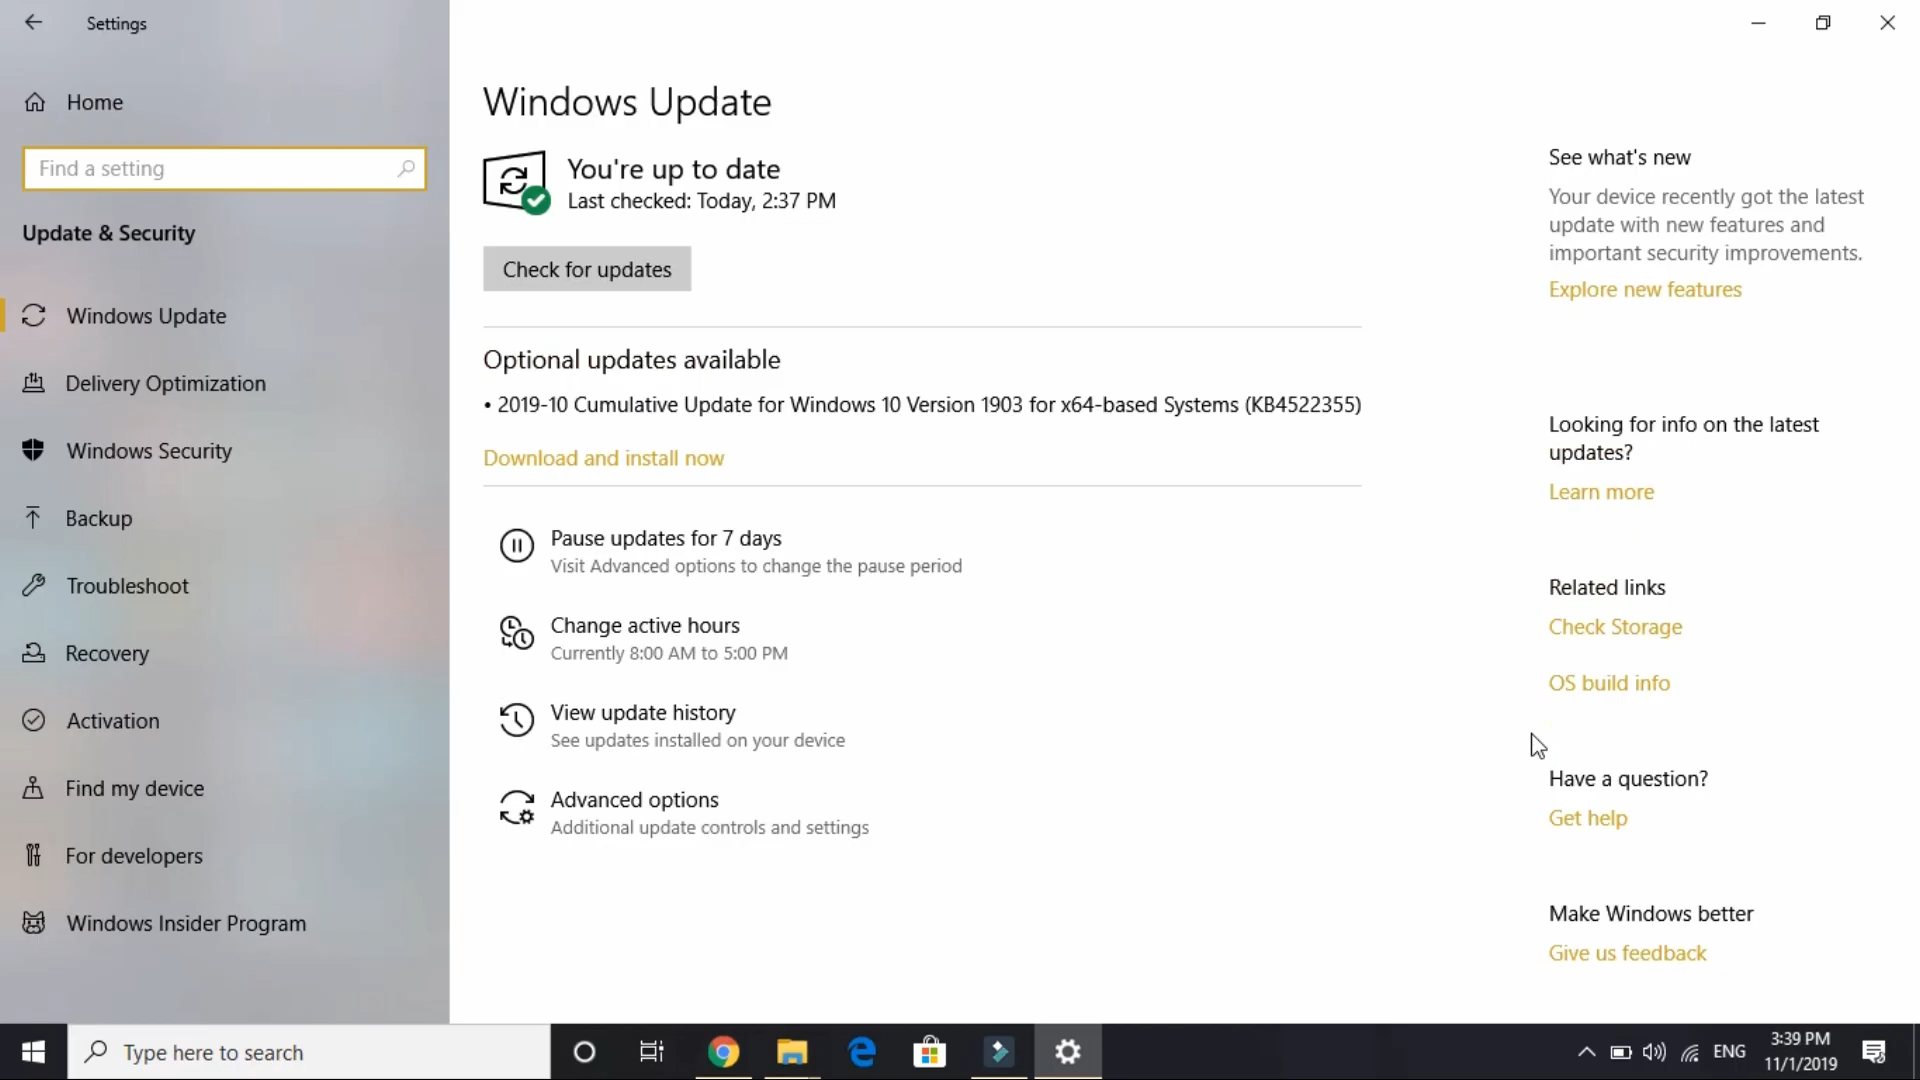 Settings
Home
Find a setting
Update & Security
Windows Update
Delivery Optimization
Windows Security
Backup
Troubleshoot
Recovery
Activation
Find my device
For developers
Windows Insider Program
Windows Update
You're up to date
Last checked: Today, 2:37 PM
Check for updates
Optional updates available
• 2019-10 Cumulative Update for Windows 10 Version 1903 for x64-based Systems (KB4522355)
Download and install now
Pause updates for 7 days
Visit Advanced options to change the pause period
Change active hours
Currently 8:00 AM to 5:00 PM
View update history
See updates installed on your device
Advanced options
Additional update controls and settings
See what's new
Your device recently got the latest
update with new features and
important security improvements.
Explore new features
Looking for info on the latest
updates?
Learn more
Related links
Check Storage
OS build info
Have a question?
Get help
Make Windows better
Give us feedback
Type here to search
ENG
3:39 PM
11/1/2019